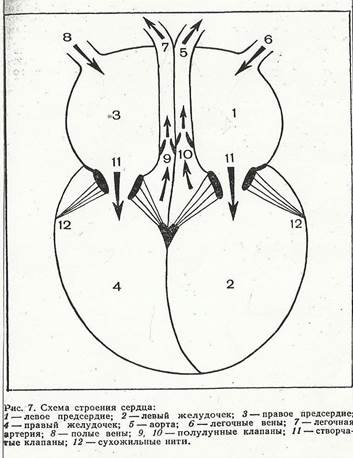 8 7 5 6
3 1
11 9 10 11
12 12
4 2
Рис. 7. Схема строения сердца:
1 — левое предсердие; 2 — левый желудочек; 3 — правое предсердие;
4 — правый желудочек; 5 — аорта; 6 — легочные вены; 7 — легочная
артерия; 8 — полые вены; 9, 10 — полулунные клапаны; 11 — створча-
тые клапаны; 12 — сухожильные нити.